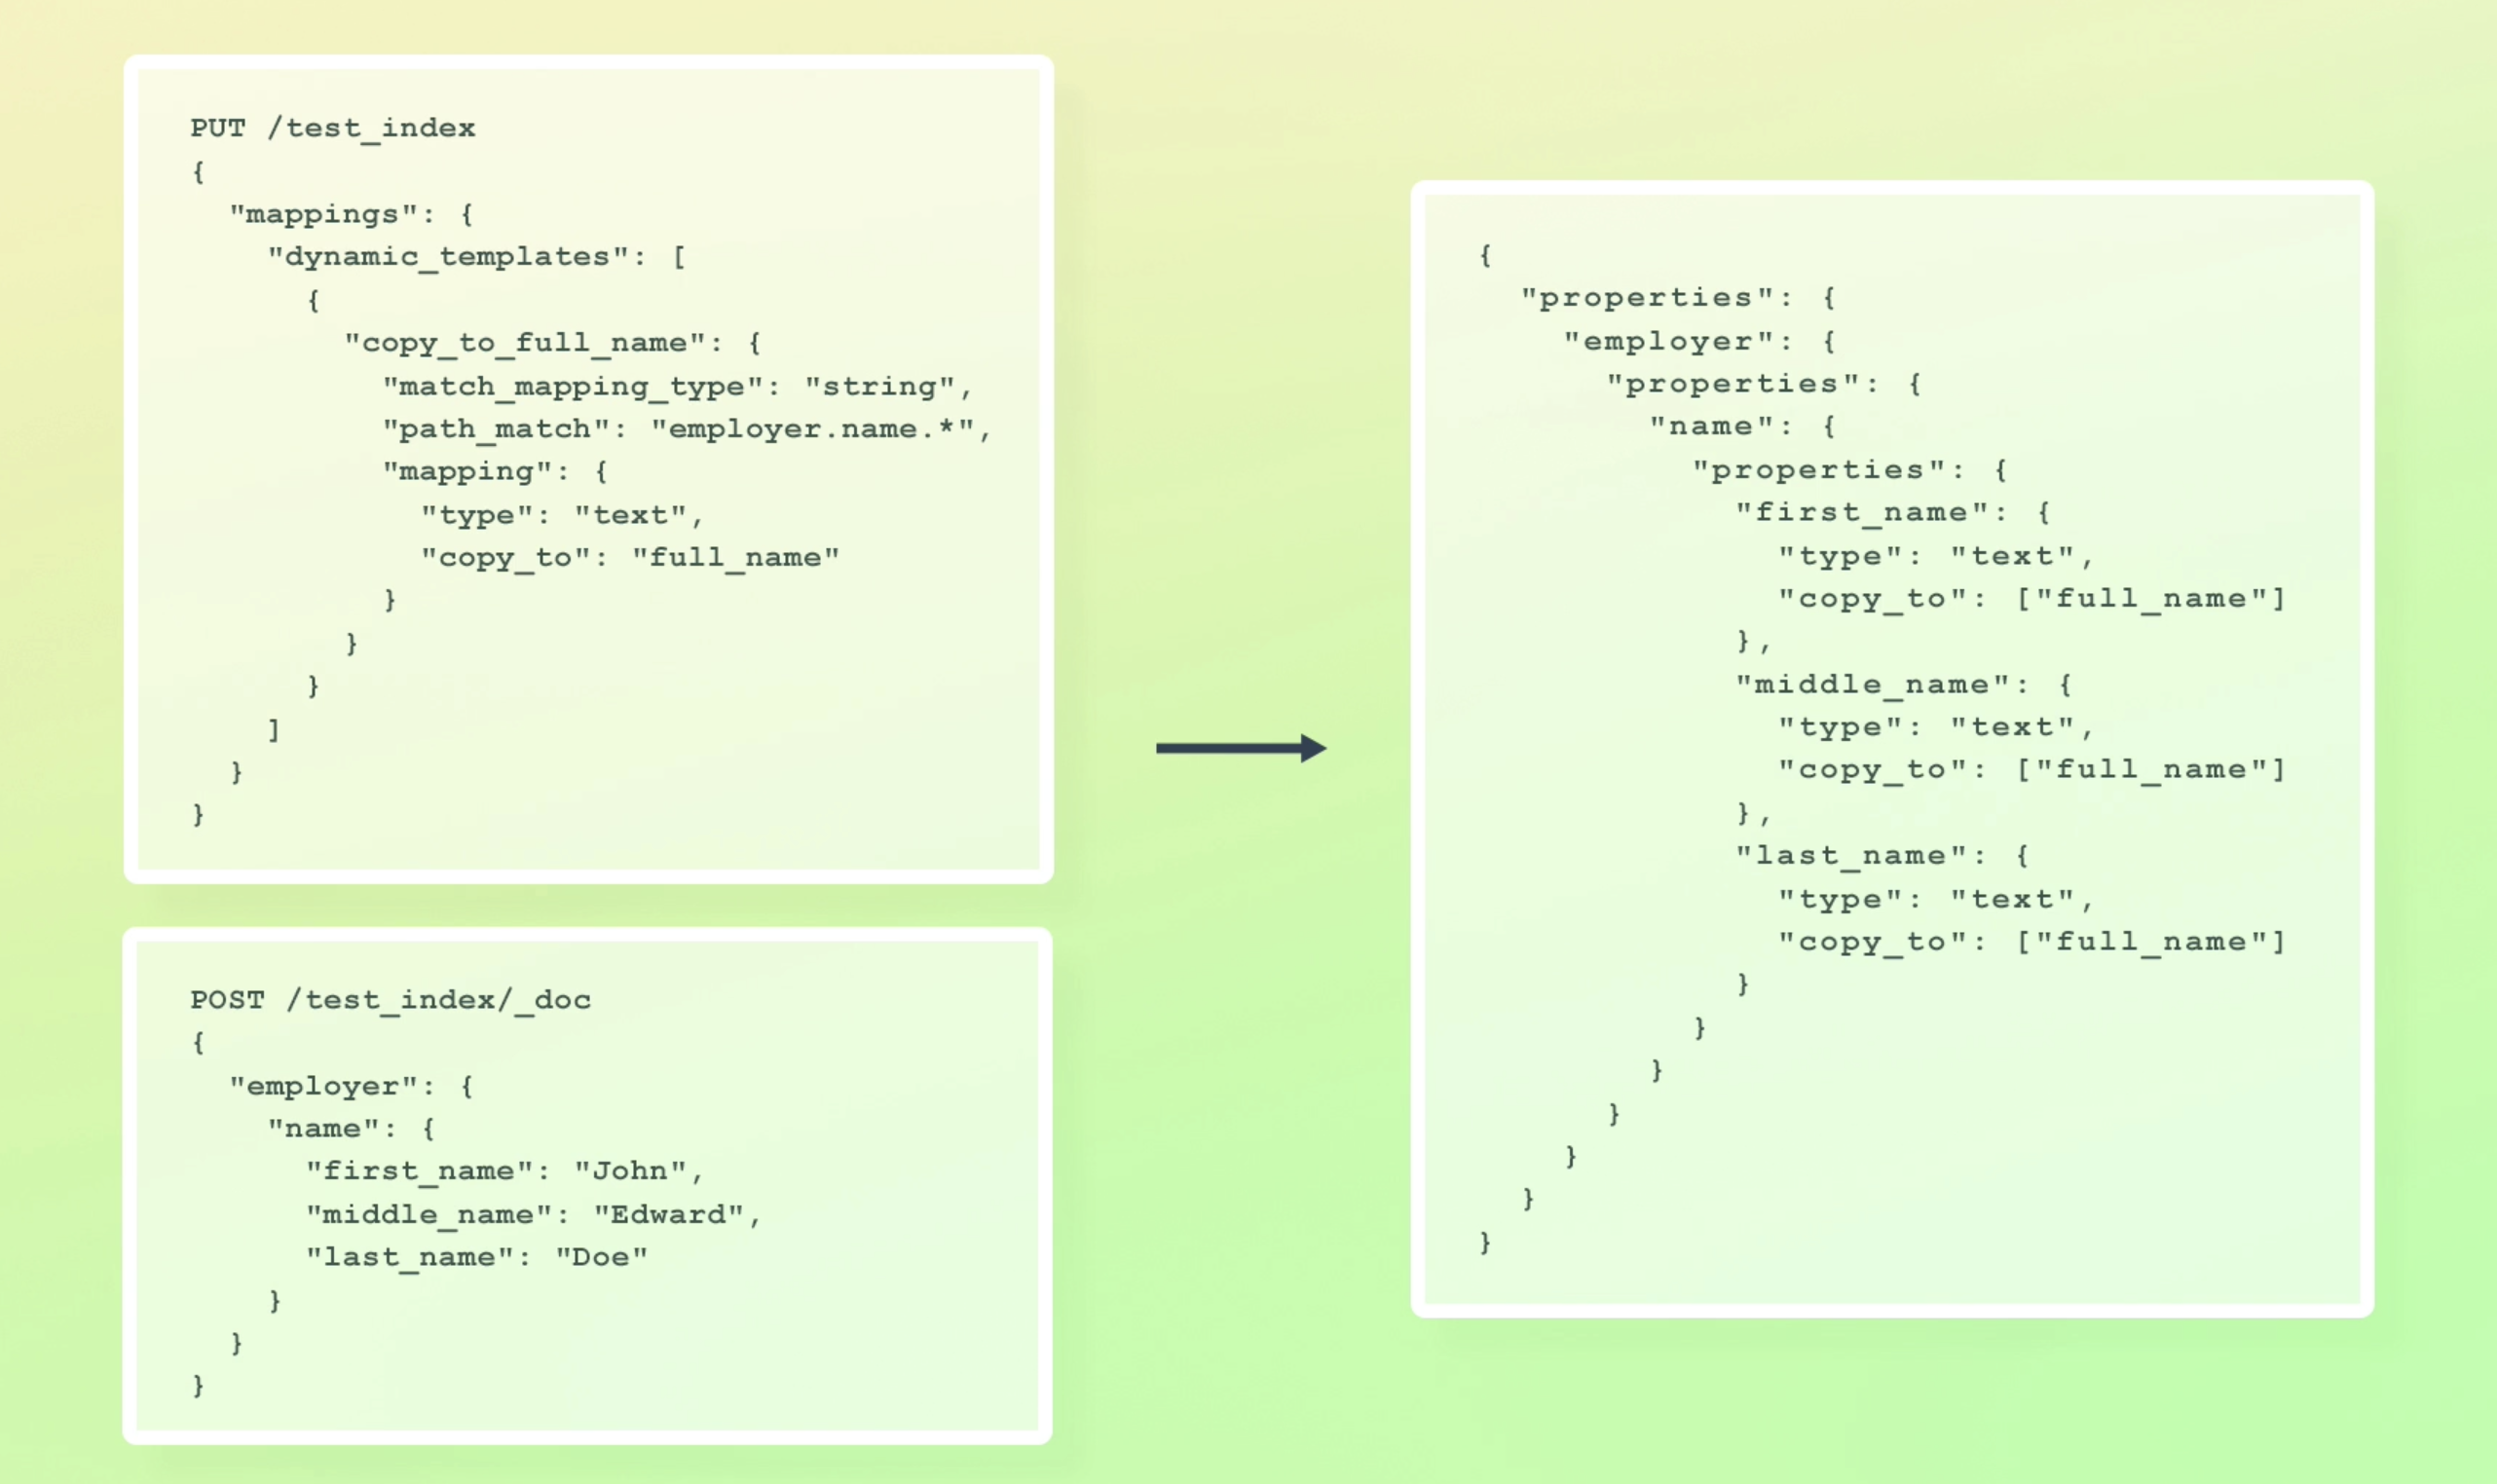 PUT /test_index
{
  "mappings": {
    "dynamic_templates": [
      {
        "copy_to_full_name": {
          "match_mapping_type": "string",
          "path_match": "employer.name.*",
          "mapping": {
            "type": "text",
            "copy_to": "full_name"
          }
        }
      }
    ]
  }
}
POST /test_index/_doc
{
  "employer": {
    "name": {
      "first_name": "John",
      "middle_name": "Edward",
      "last_name": "Doe"
    }
  }
}
{
  "properties": {
    "employer": {
      "properties": {
        "name": {
          "properties": {
            "first_name": {
              "type": "text",
              "copy_to": ["full_name"]
            },
            "middle_name": {
              "type": "text",
              "copy_to": ["full_name"]
            },
            "last_name": {
              "type": "text",
              "copy_to": ["full_name"]
            }
          }
        }
      }
    }
  }
}